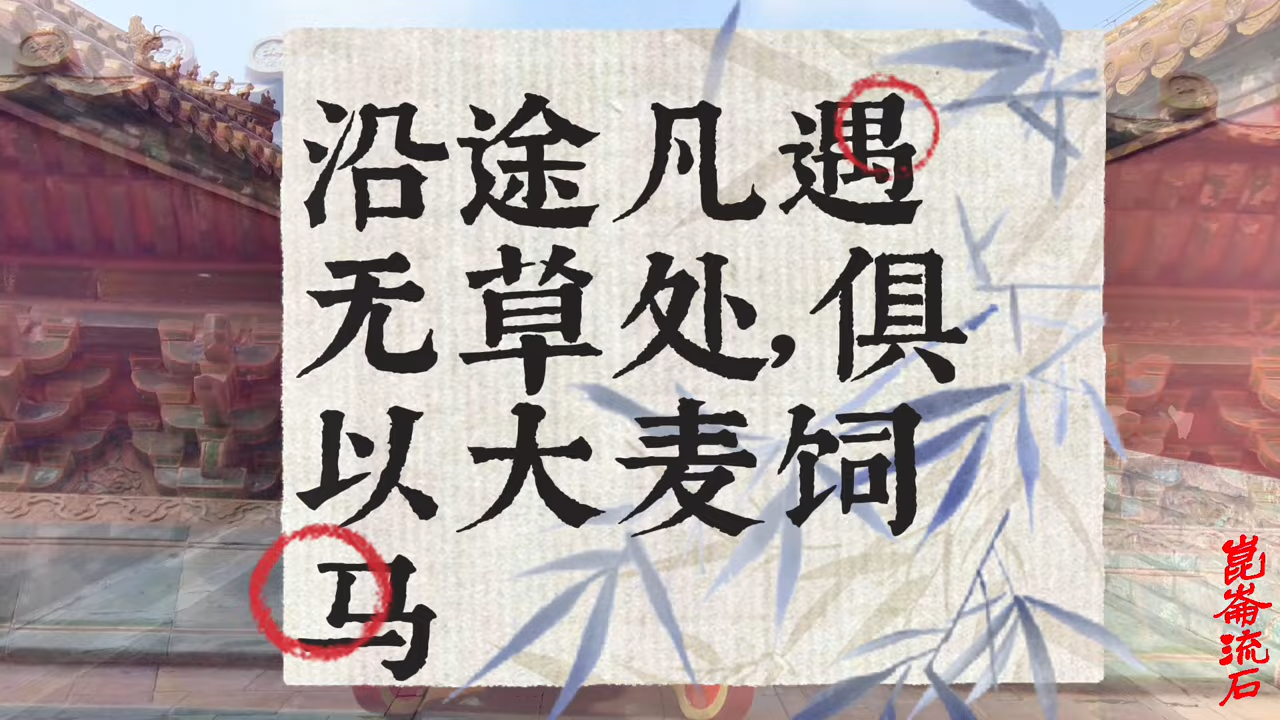 沿途凡遇
无草处,俱
以大麦饲
马
崑崙流石